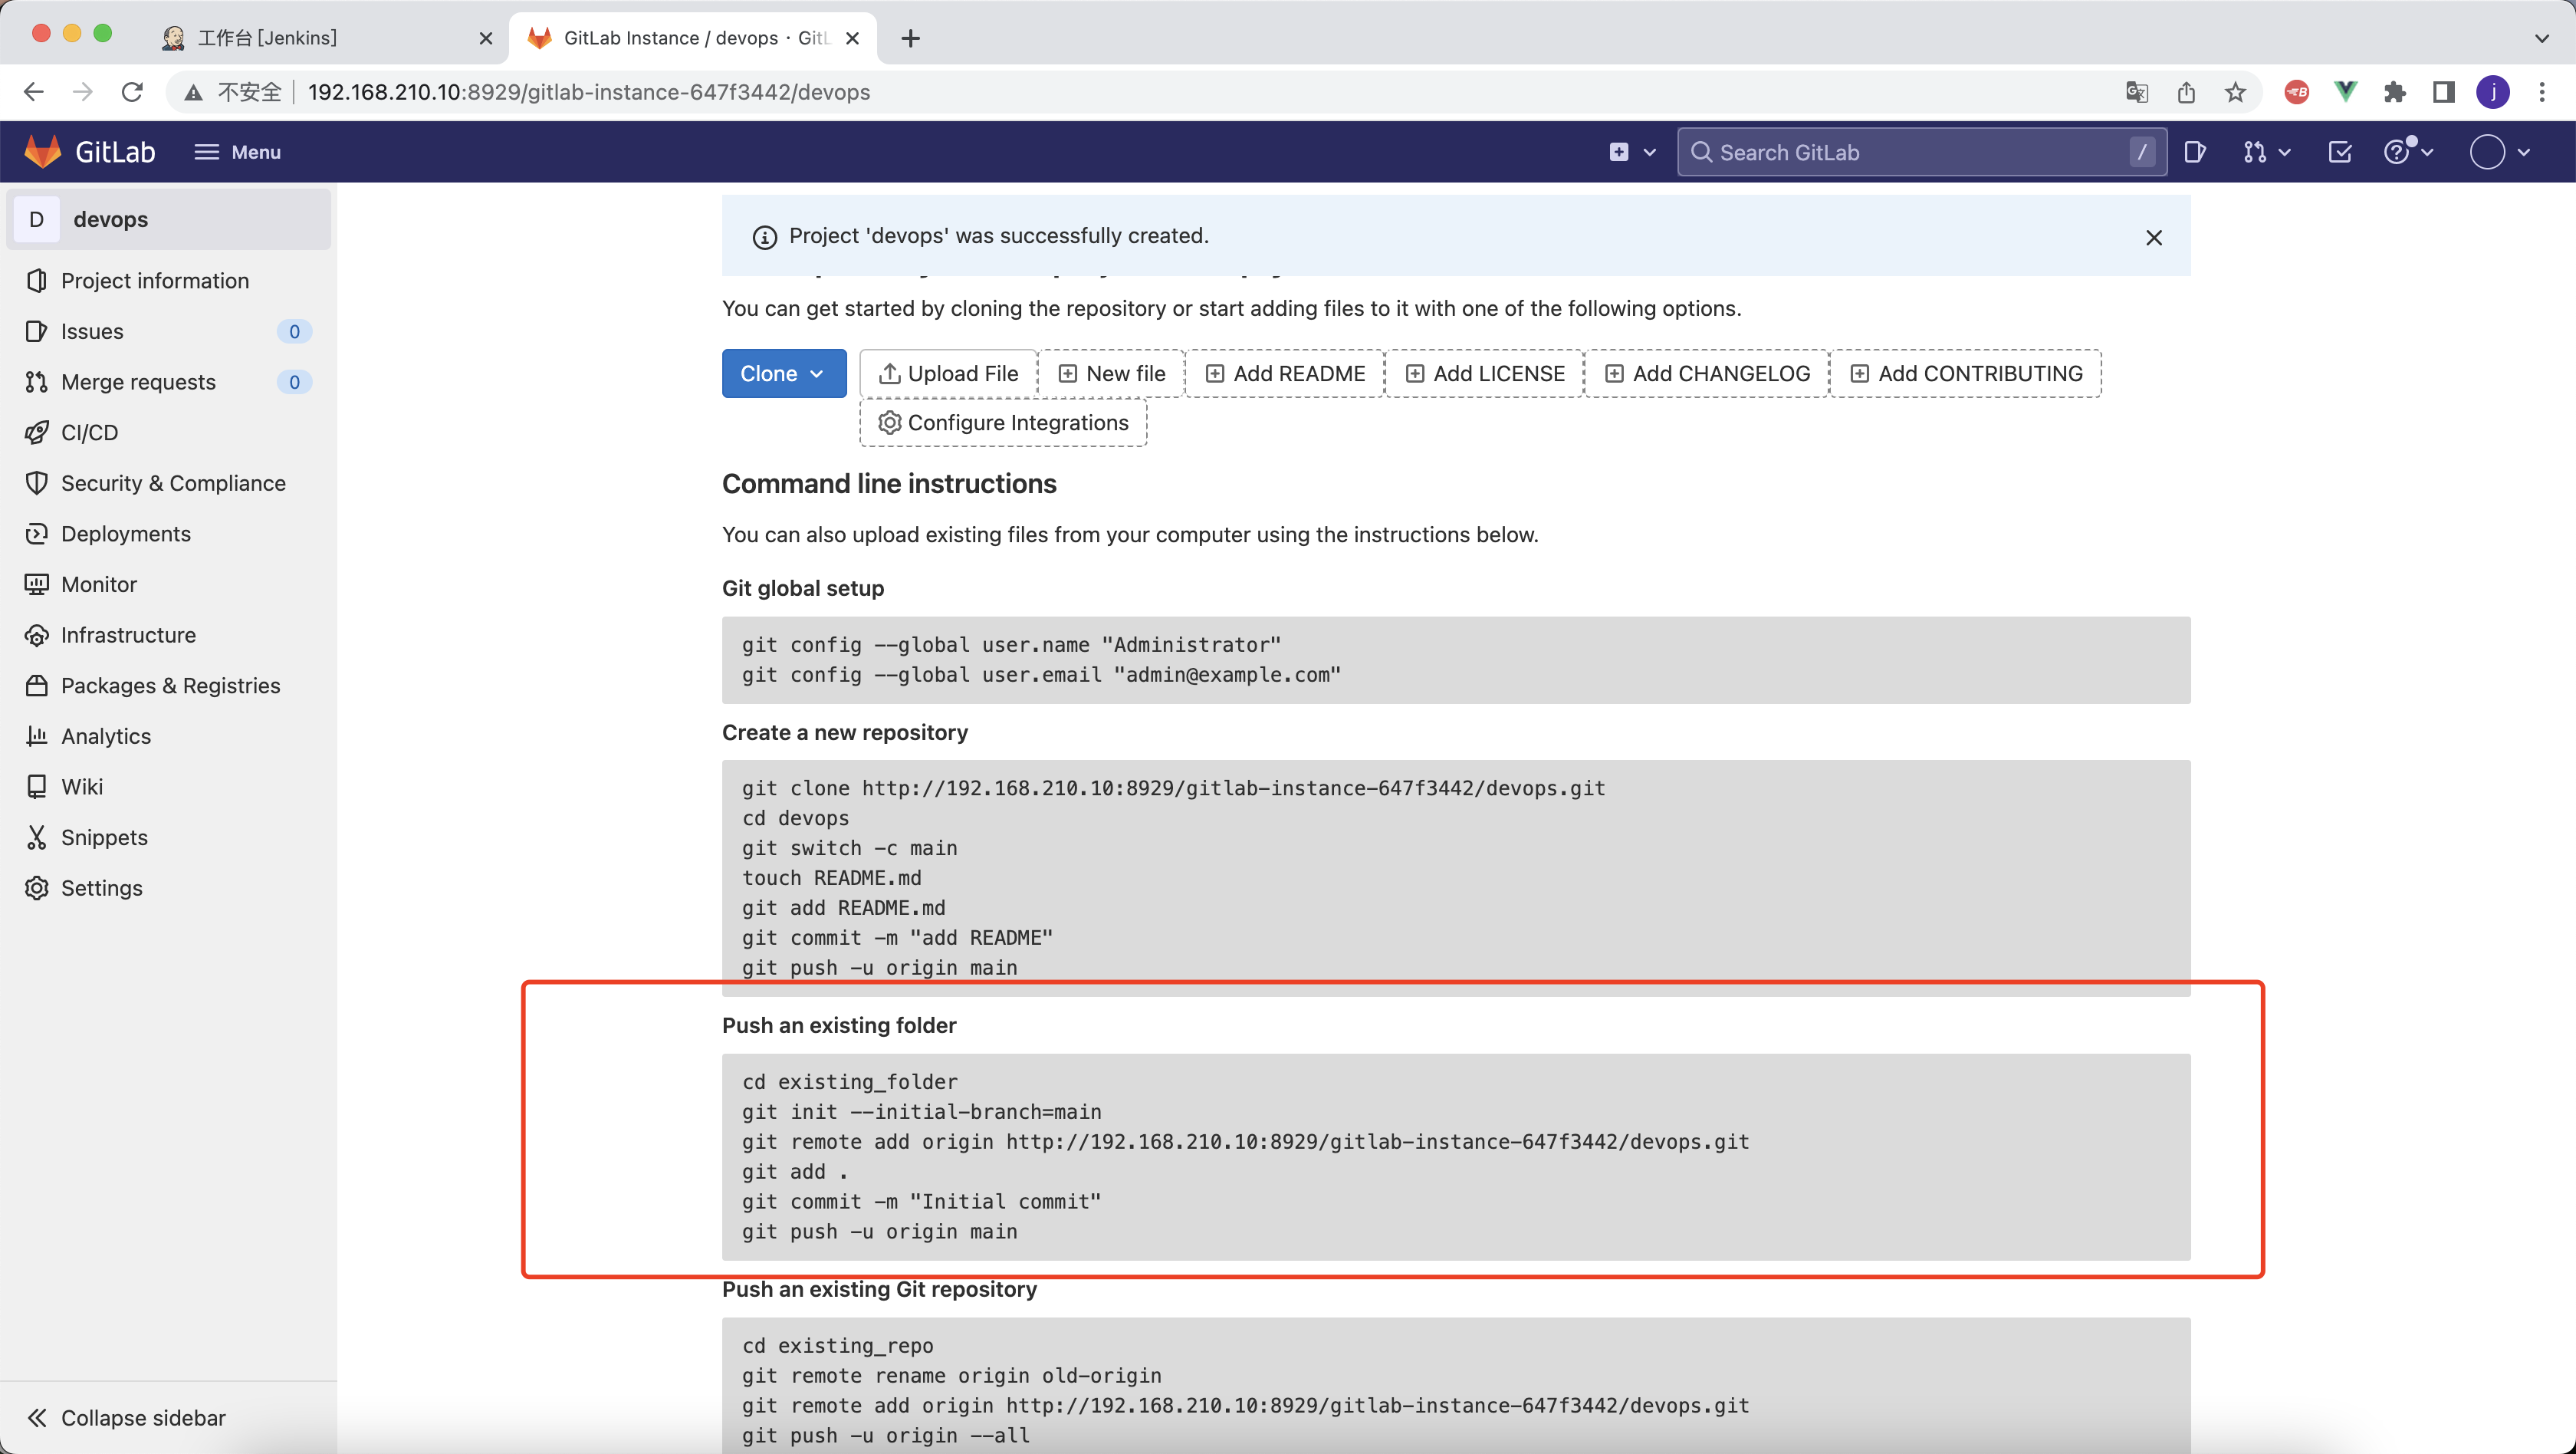 工作台 [Jenkins]
GitLab Instance / devops · GitL
不安全 192.168.210.10:8929/gitlab-instance-647f3442/devops
j
GitLab Menu Search GitLab /
D devops
Project information
Issues 0
Merge requests 0
CI/CD
Security & Compliance
Deployments
Monitor
Infrastructure
Packages & Registries
Analytics
Wiki
Snippets
Settings
Collapse sidebar
Project 'devops' was successfully created.
You can get started by cloning the repository or start adding files to it with one of the following options.
Clone Upload File New file Add README Add LICENSE Add CHANGELOG Add CONTRIBUTING
Configure Integrations
Command line instructions
You can also upload existing files from your computer using the instructions below.
Git global setup
git config --global user.name "Administrator"
git config --global user.email "admin@example.com"
Create a new repository
git clone http://192.168.210.10:8929/gitlab-instance-647f3442/devops.git
cd devops
git switch -c main
touch README.md
git add README.md
git commit -m "add README"
git push -u origin main
Push an existing folder
cd existing_folder
git init --initial-branch=main
git remote add origin http://192.168.210.10:8929/gitlab-instance-647f3442/devops.git
git add .
git commit -m "Initial commit"
git push -u origin main
Push an existing Git repository
cd existing_repo
git remote rename origin old-origin
git remote add origin http://192.168.210.10:8929/gitlab-instance-647f3442/devops.git
git push -u origin --all